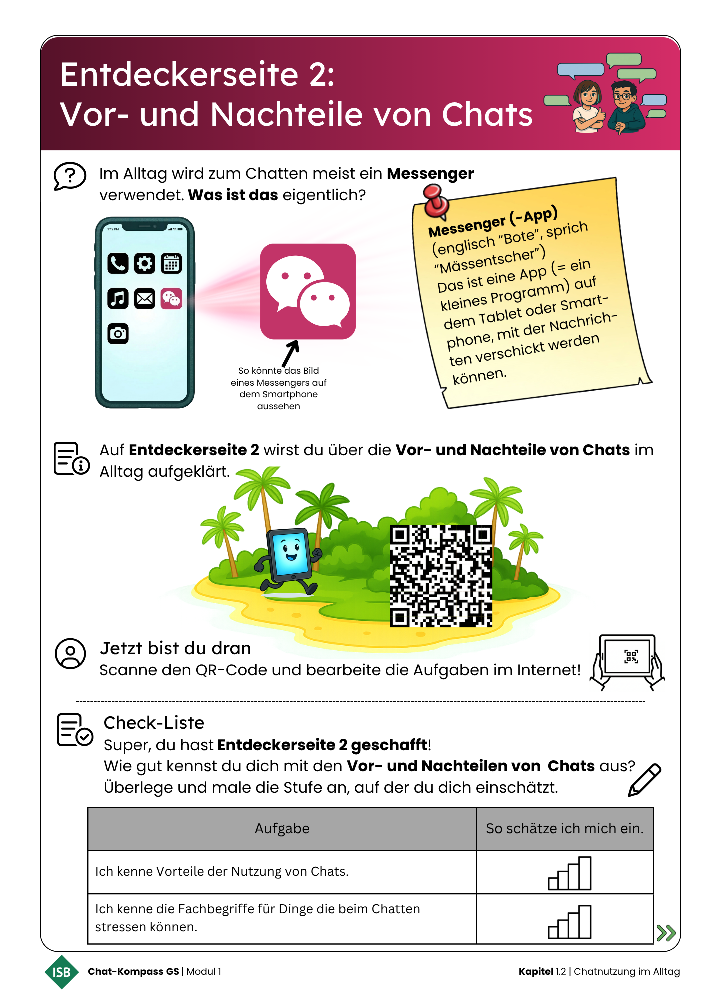 Entdeckerseite 2:
Vor- und Nachteile von Chats
Im Alltag wird zum Chatten meist ein Messenger
verwendet. Was ist das eigentlich?
1:12 PM
Messenger (-App)
(englisch “Bote”, sprich
“Mässentscher”)
Das ist eine App (= ein
kleines Programm) auf
dem Tablet oder Smart-
phone, mit der Nachrich-
ten verschickt werden
können.
So könnte das Bild
eines Messengers auf
dem Smartphone
aussehen
Auf Entdeckerseite 2 wirst du über die Vor- und Nachteile von Chats im
Alltag aufgeklärt.
Jetzt bist du dran
Scanne den QR-Code und bearbeite die Aufgaben im Internet!
Check-Liste
Super, du hast Entdeckerseite 2 geschafft!
Wie gut kennst du dich mit den Vor- und Nachteilen von Chats aus?
Überlege und male die Stufe an, auf der du dich einschätzt.
Aufgabe
So schätze ich mich ein.
Ich kenne Vorteile der Nutzung von Chats.
Ich kenne die Fachbegriffe für Dinge die beim Chatten
stressen können.
ISB
Chat-Kompass GS | Modul 1
Kapitel 1.2 | Chatnutzung im Alltag